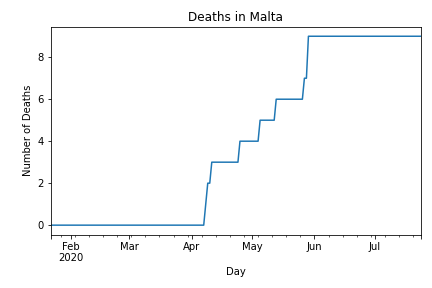 Deaths in Malta
Number of Deaths
8
6
4
2
0
Feb
2020
Mar
Apr
May
Jun
Jul
Day